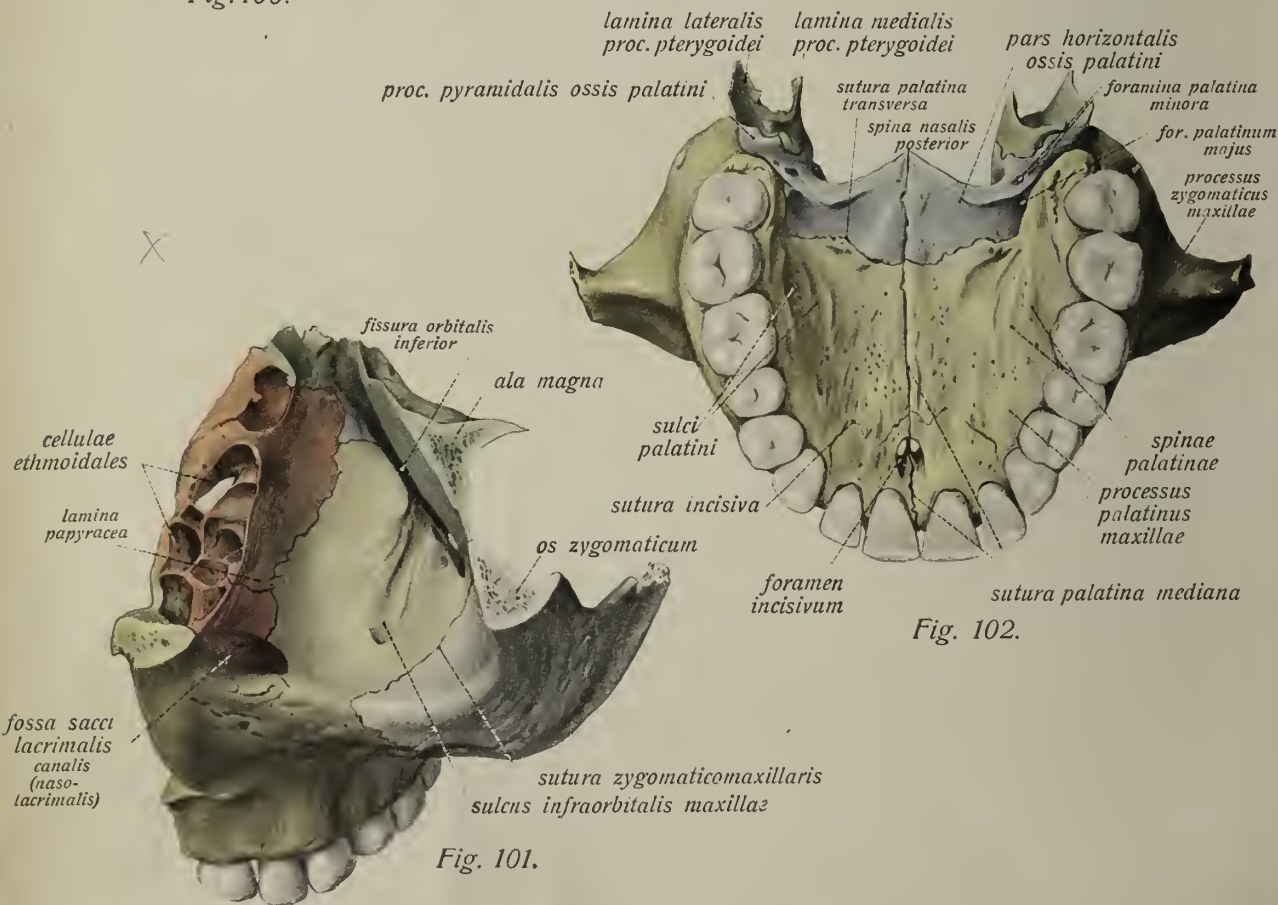 Fig. 100.
lamina lateralis
proc. pterygoidei
lamina medialis
proc. pterygoidei
pars horizontalis
ossis palatini
proc. pyramidalis ossis palatini
sutura palatina
transversa
foramina palatina
minora
spina nasalis
posterior
for. palatinum
majus
processus
zygomaticus
maxillae
X
fissura orbitalis
inferior
ala magna
cellulae
ethmoidales
lamina
papyracea
sulci
palatini
spinae
palatinae
sutura incisiva
processus
palatinus
maxillae
os zygomaticum
foramen
incisivum
sutura palatina mediana
Fig. 102.
fossa sacci
lacrimalis
canalis
(naso-
lacrimalis)
sutura zygomaticomaxillaris
sulcus infraorbitalis maxillae
Fig. 101.